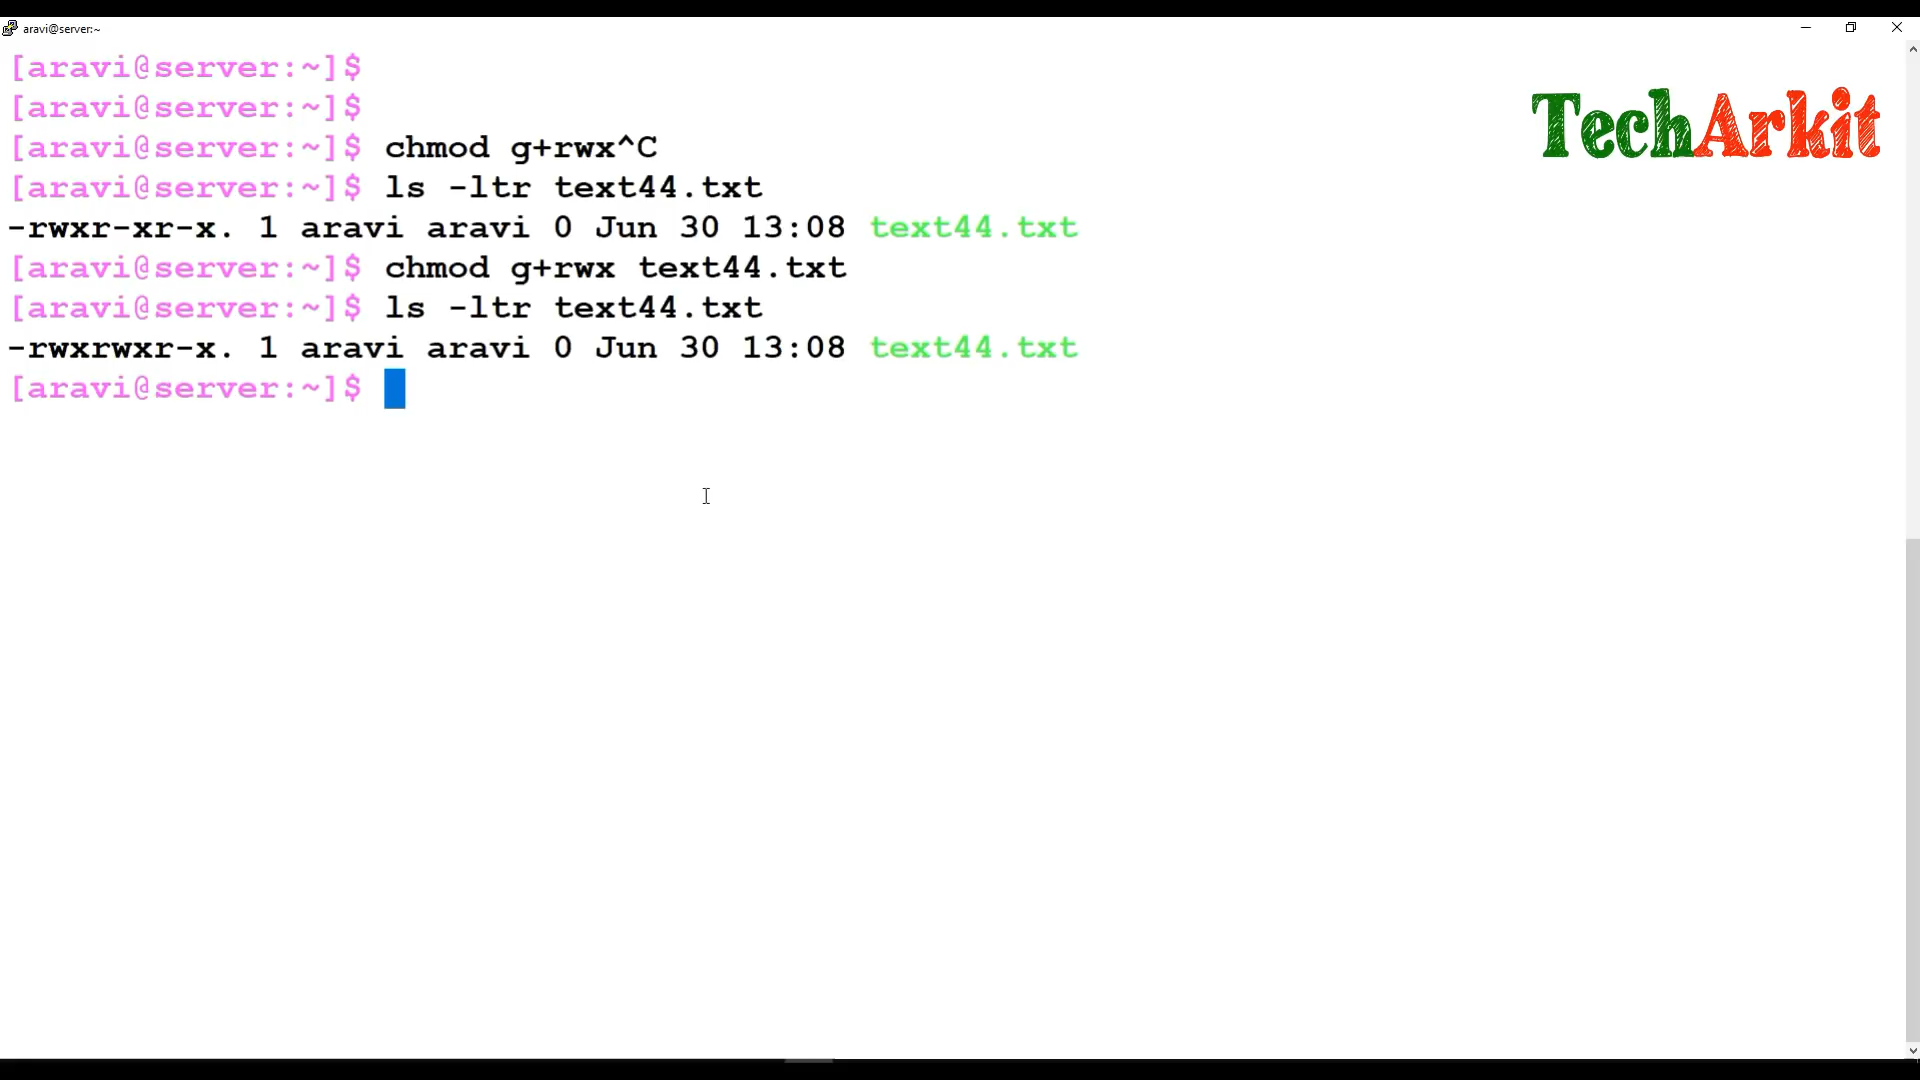 aravi@server:~
[aravi@server:~]$
[aravi@server:~]$
TechArkit
[aravi@server:~]$ chmod g+rwx^C
[aravi@server:~]$ ls -ltr text44.txt
-rwxr-xr-x. 1 aravi aravi 0 Jun 30 13:08 text44.txt
[aravi@server:~]$ chmod g+rwx text44.txt
[aravi@server:~]$ ls -ltr text44.txt
-rwxrwxr-x. 1 aravi aravi 0 Jun 30 13:08 text44.txt
[aravi@server:~]$